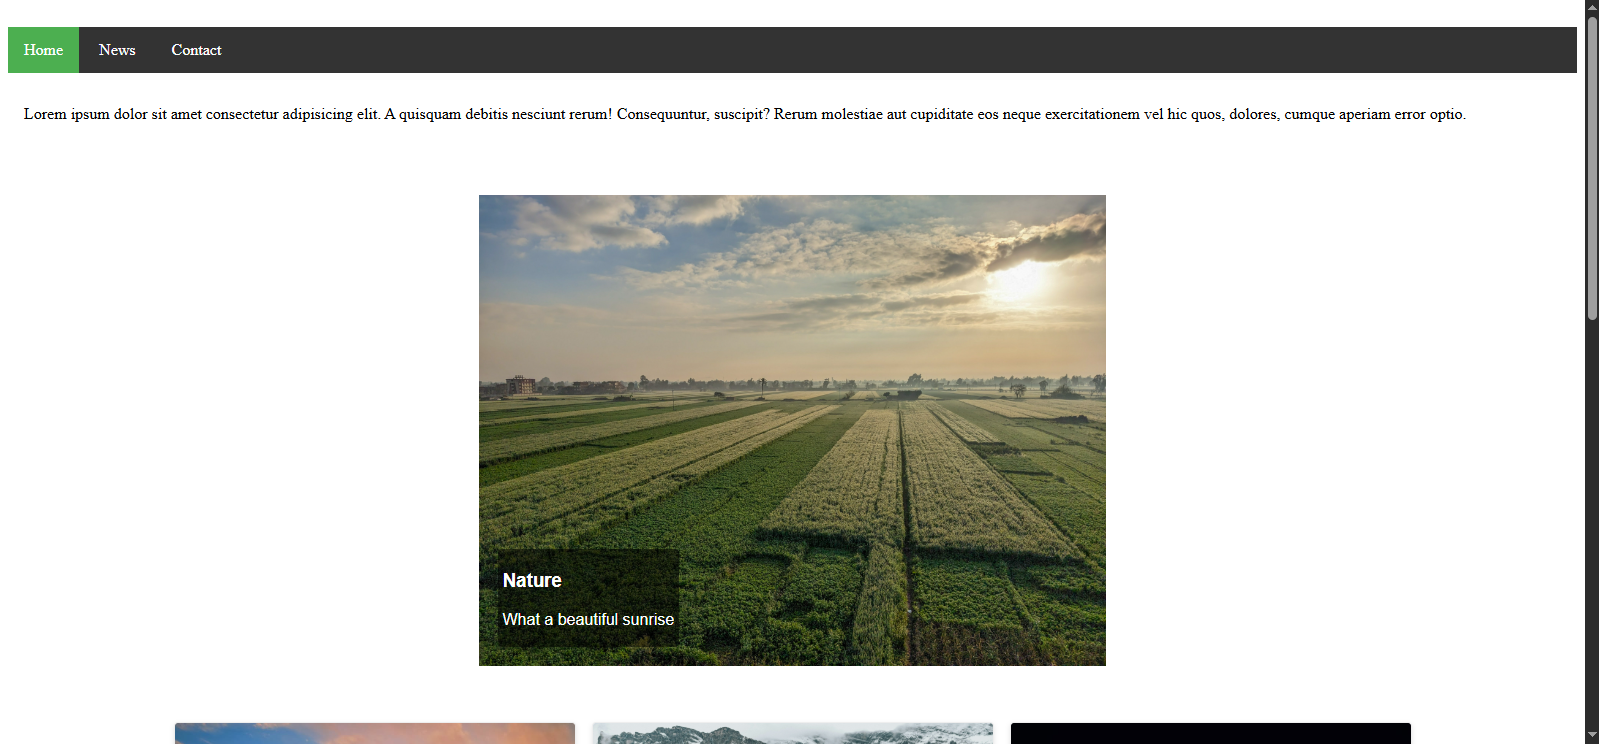 Home News Contact
Lorem ipsum dolor sit amet consectetur adipisicing elit. A quisquam debitis nesciunt rerum! Consequuntur, suscipit? Rerum molestiae aut cupiditate eos neque exercitationem vel hic quos, dolores, cumque aperiam error optio.
Nature
What a beautiful sunrise